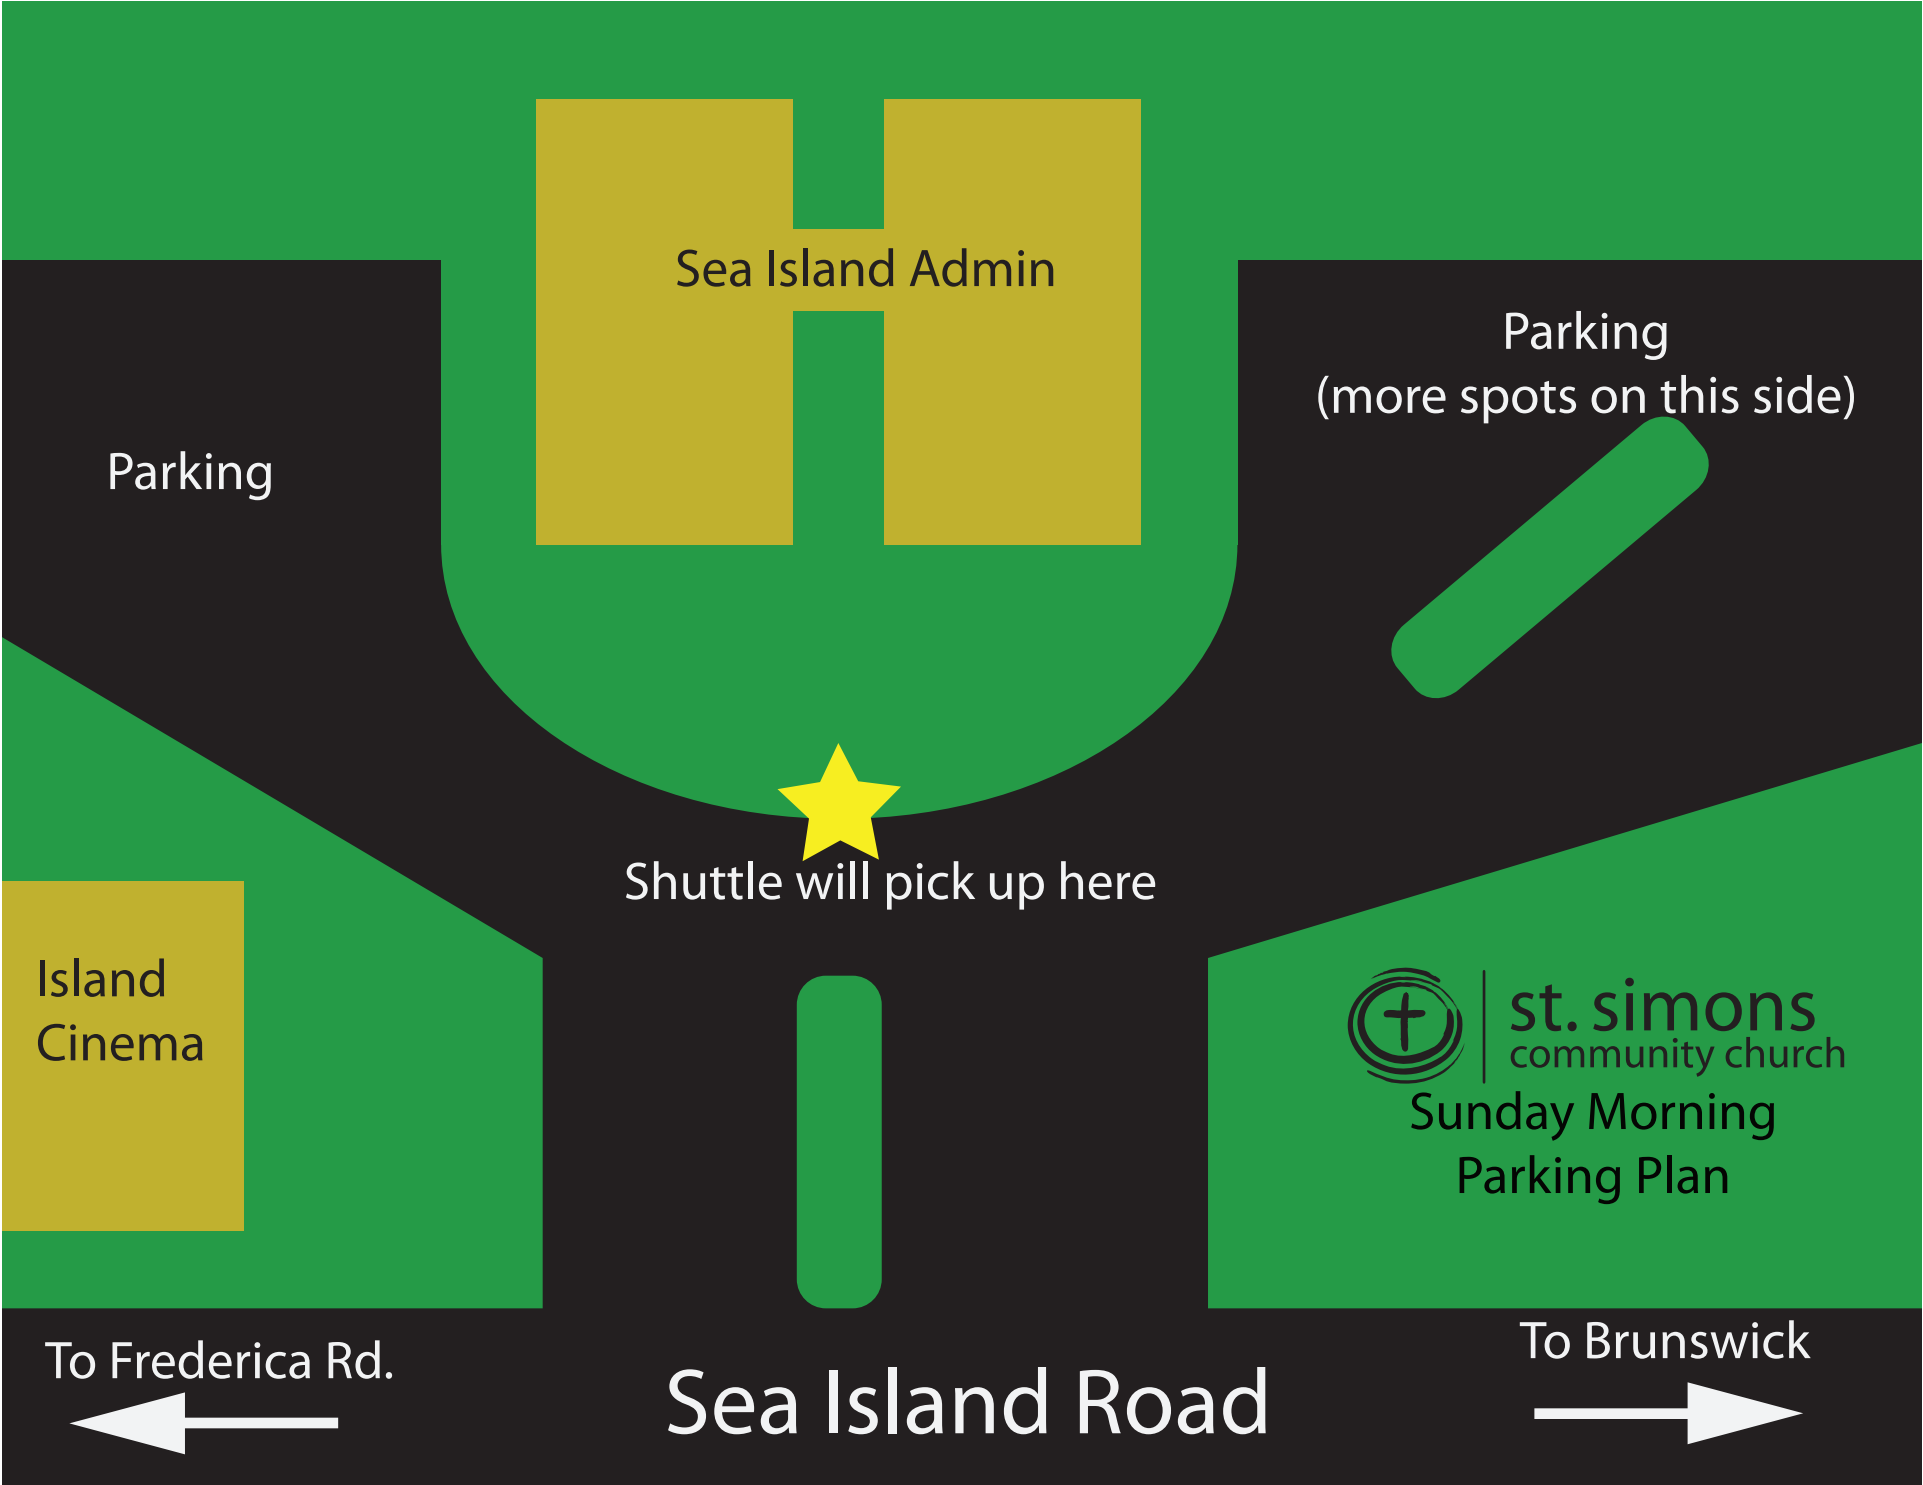 Sea Island Admin
Parking
(more spots on this side)
Parking
Shuttle will pick up here
Island
Cinema
st. simons
community church
Sunday Morning
Parking Plan
To Frederica Rd.
Sea Island Road
To Brunswick